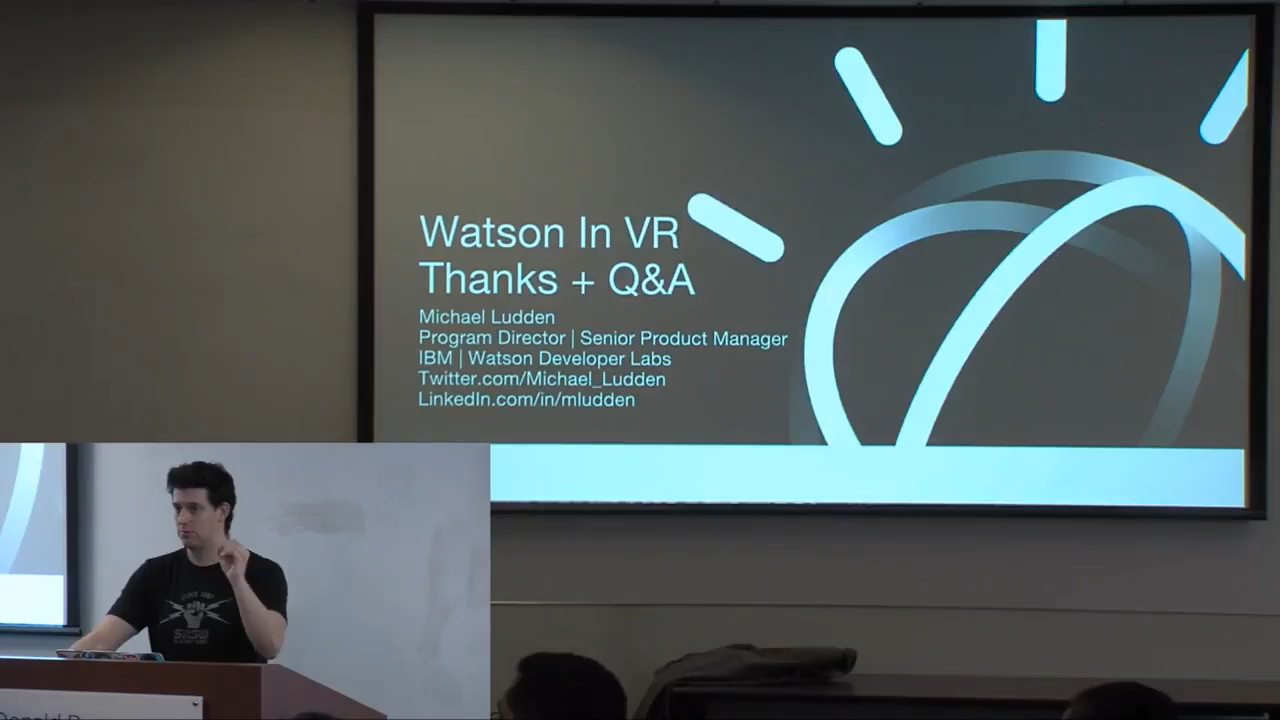 Watson In VR
Thanks + Q&A
Michael Ludden
Program Director | Senior Product Manager
IBM | Watson Developer Labs
Twitter.com/Michael_Ludden
LinkedIn.com/in/mludden
SXSW